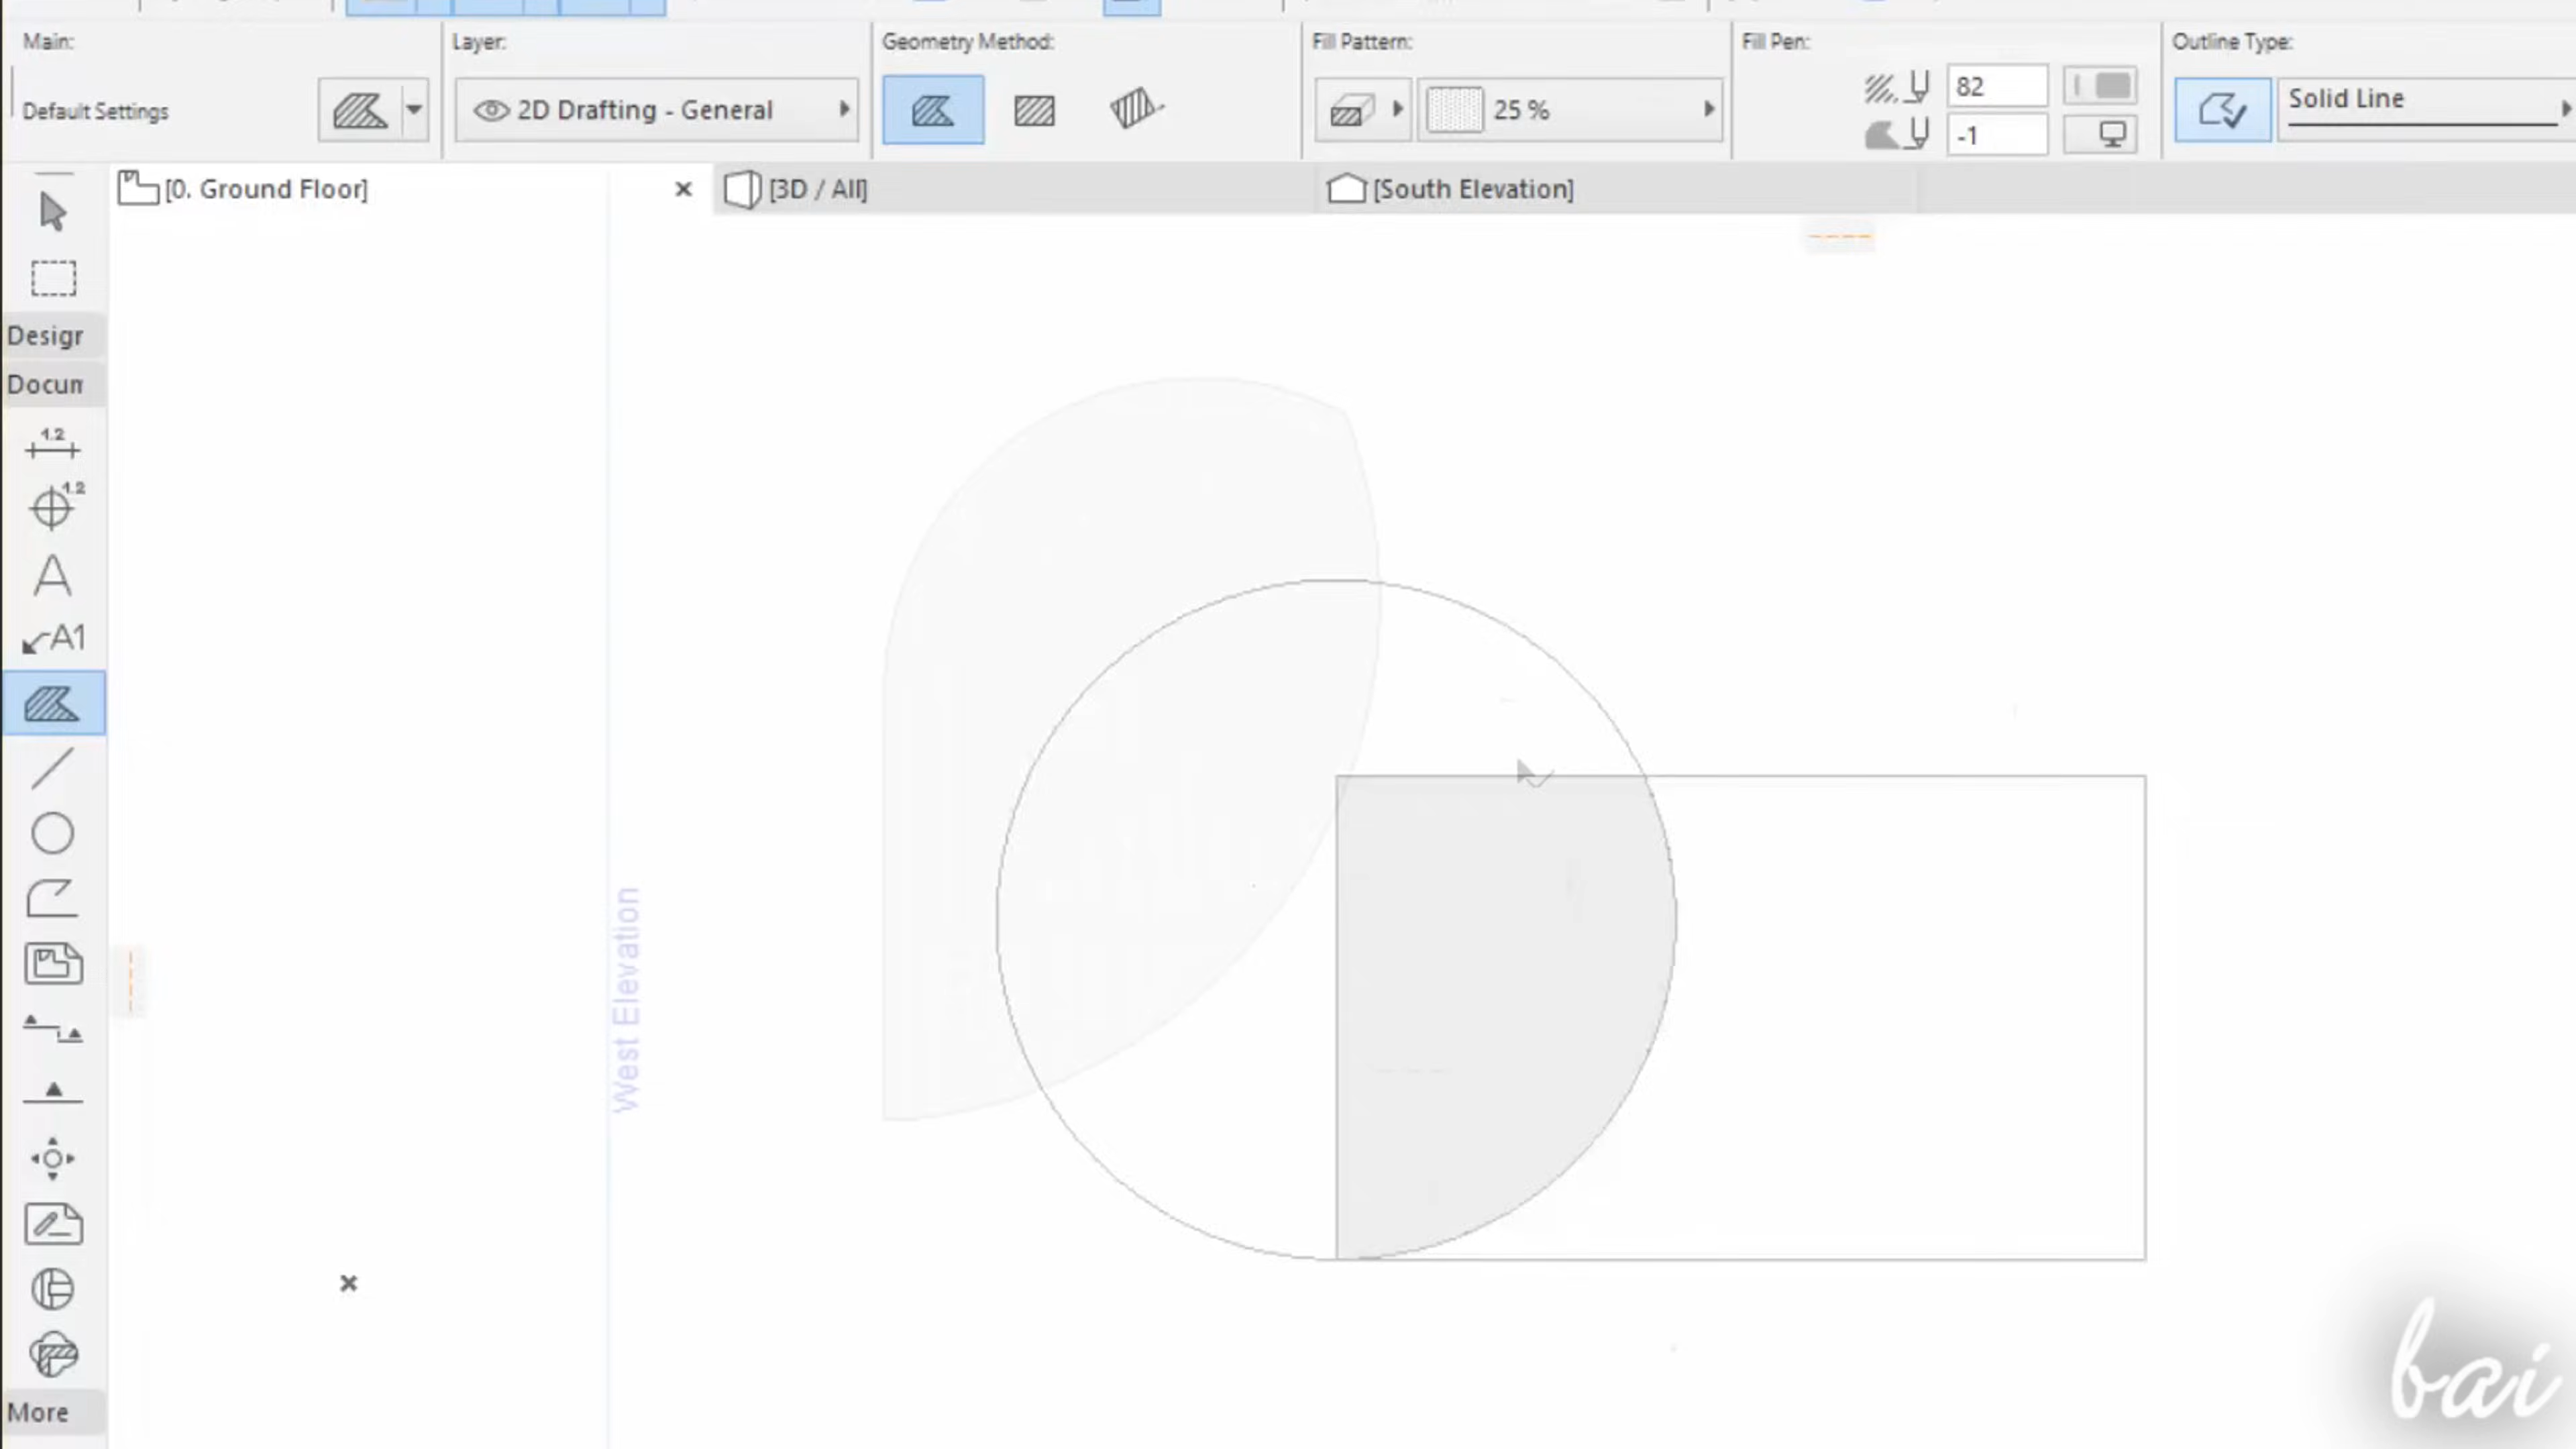 Main:
Layer:
Geometry Method:
Fill Pattern:
Fill Pen:
Outline Type:
Default Settings
2D Drafting - General
25 %
82
-1
Solid Line
[0. Ground Floor]
[3D / All]
[South Elevation]
Desigr
Docum
1.2
1.2
A
A1
West Elevation
More
bai